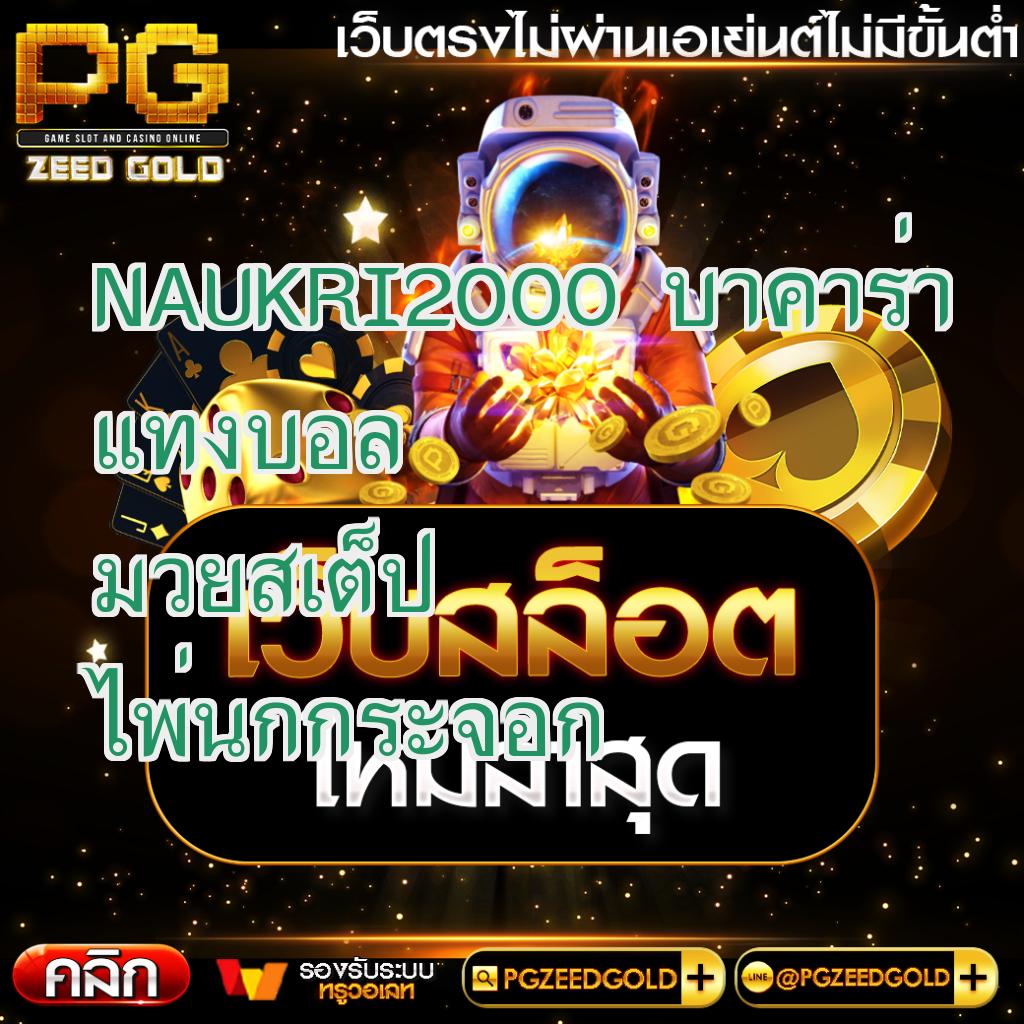 PG
GAME SLOT AND CASINO ONLINE
ZEED GOLD
เว็บตรงไม่ผ่านเอเย่นต์ไม่มีขั้นต่ำ
NAUKRI2000 บาคาร่า
แทงบอล
มวยสเต็ป
เว็บสล็อต
ไพ่นกกระจอก
ใหม่ล่าสุด
คลิก
รองรับระบบ
ทรูวอเลท
PGZEEDGOLD +
LINE @PGZEEDGOLD +